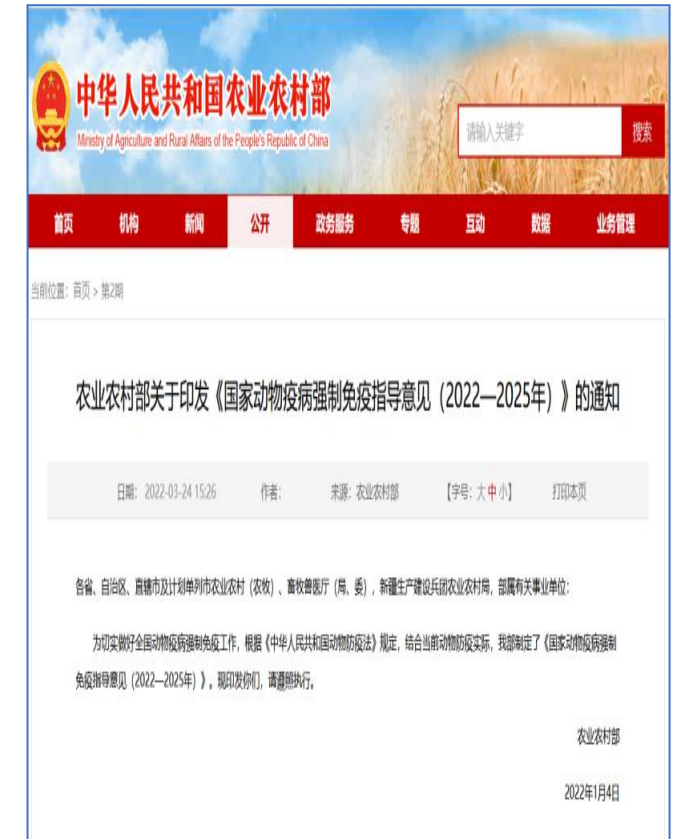 中华人民共和国农业农村部
Ministry of Agriculture and Rural Affairs of the People's Republic of China
请输入关键字 搜索
首页 机构 新闻 公开 政务服务 专题 互动 数据 业务管理
当前位置：首页 > 第2期
农业农村部关于印发《国家动物疫病强制免疫指导意见（2022—2025年）》的通知
日期：2022-03-24 15:26 作者： 来源：农业农村部 【字号：大 中 小】 打印本页
各省、自治区、直辖市及计划单列市农业农村（农牧）、畜牧兽医厅（局、委），新疆生产建设兵团农业农村局，部属有关事业单位：
为切实做好全国动物疫病强制免疫工作，根据《中华人民共和国动物防疫法》规定，结合当前动物防疫实际，我部制定了《国家动物疫病强制
免疫指导意见（2022—2025年）》。现印发你们，请遵照执行。
农业农村部
2022年1月4日